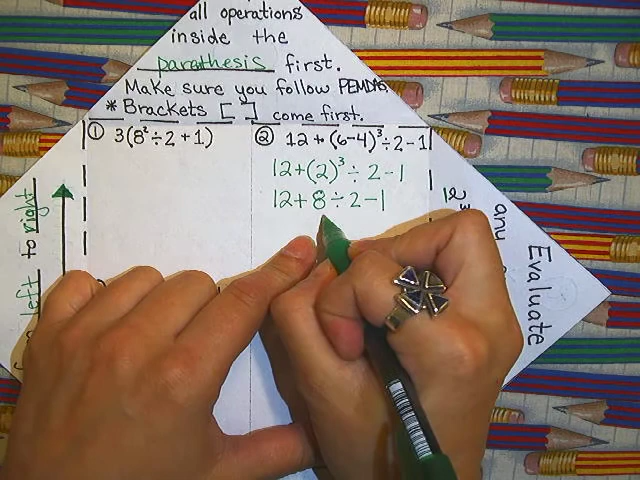 all operations
inside the
parathesis first.
Make sure you follow PEMDAS.
* Brackets [ ] come first.
① 3(8²÷2+1)
② 12+(6-4)³÷2-1
12+(2)³÷2-1
12+8÷2-1
Evaluate
any
2³
right
to
left